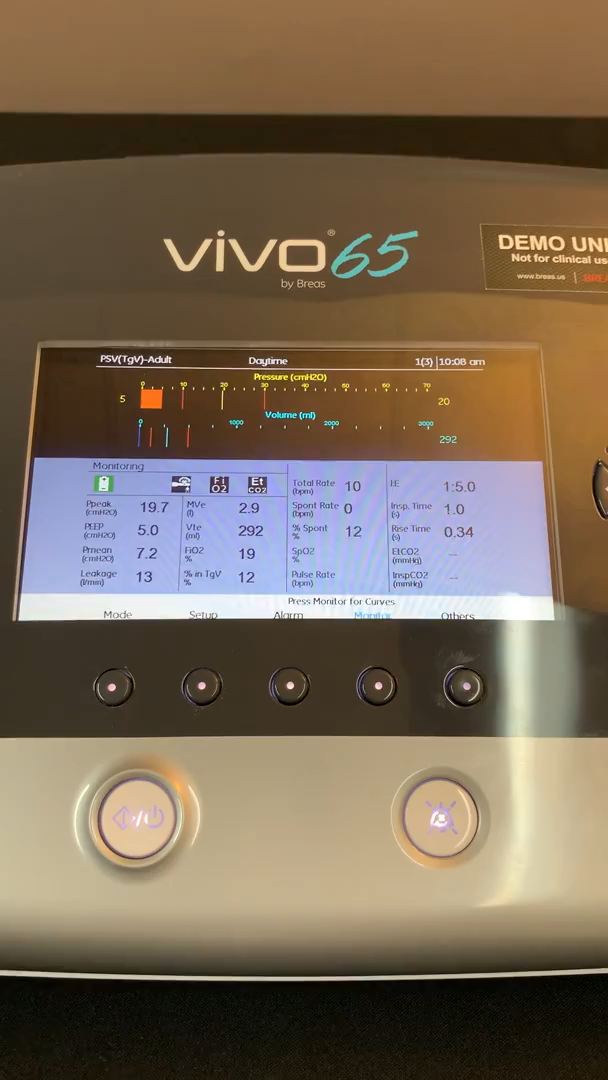 vivo®65
by Breas
DEMO UNI
Not for clinical us
www.breas.us | BREA
PSV(TgV)-Adult Daytime 1(3) 10:08 am
Pressure (cmH2O)
0 10 20 30 40 50 60 70
5 20
Volume (ml)
0 1000 2000 3000
292
Monitoring
Fi O2 Et CO2
Ppeak (cmH2O) 19.7 MVe (l) 2.9 Total Rate (bpm) 10 I:E 1:5.0
PEEP (cmH2O) 5.0 Vte (ml) 292 Spont Rate (bpm) 0 Insp. Time (s) 1.0
Pmean (cmH2O) 7.2 FiO2 % 19 % Spont % 12 Rise Time (s) 0.34
Leakage (l/min) 13 % in TgV % 12 SpO2 % EtCO2 (mmHg) --
Pulse Rate (bpm) InspCO2 (mmHg) --
Press Monitor for Curves
Mode Setup Alarm Monitor Others